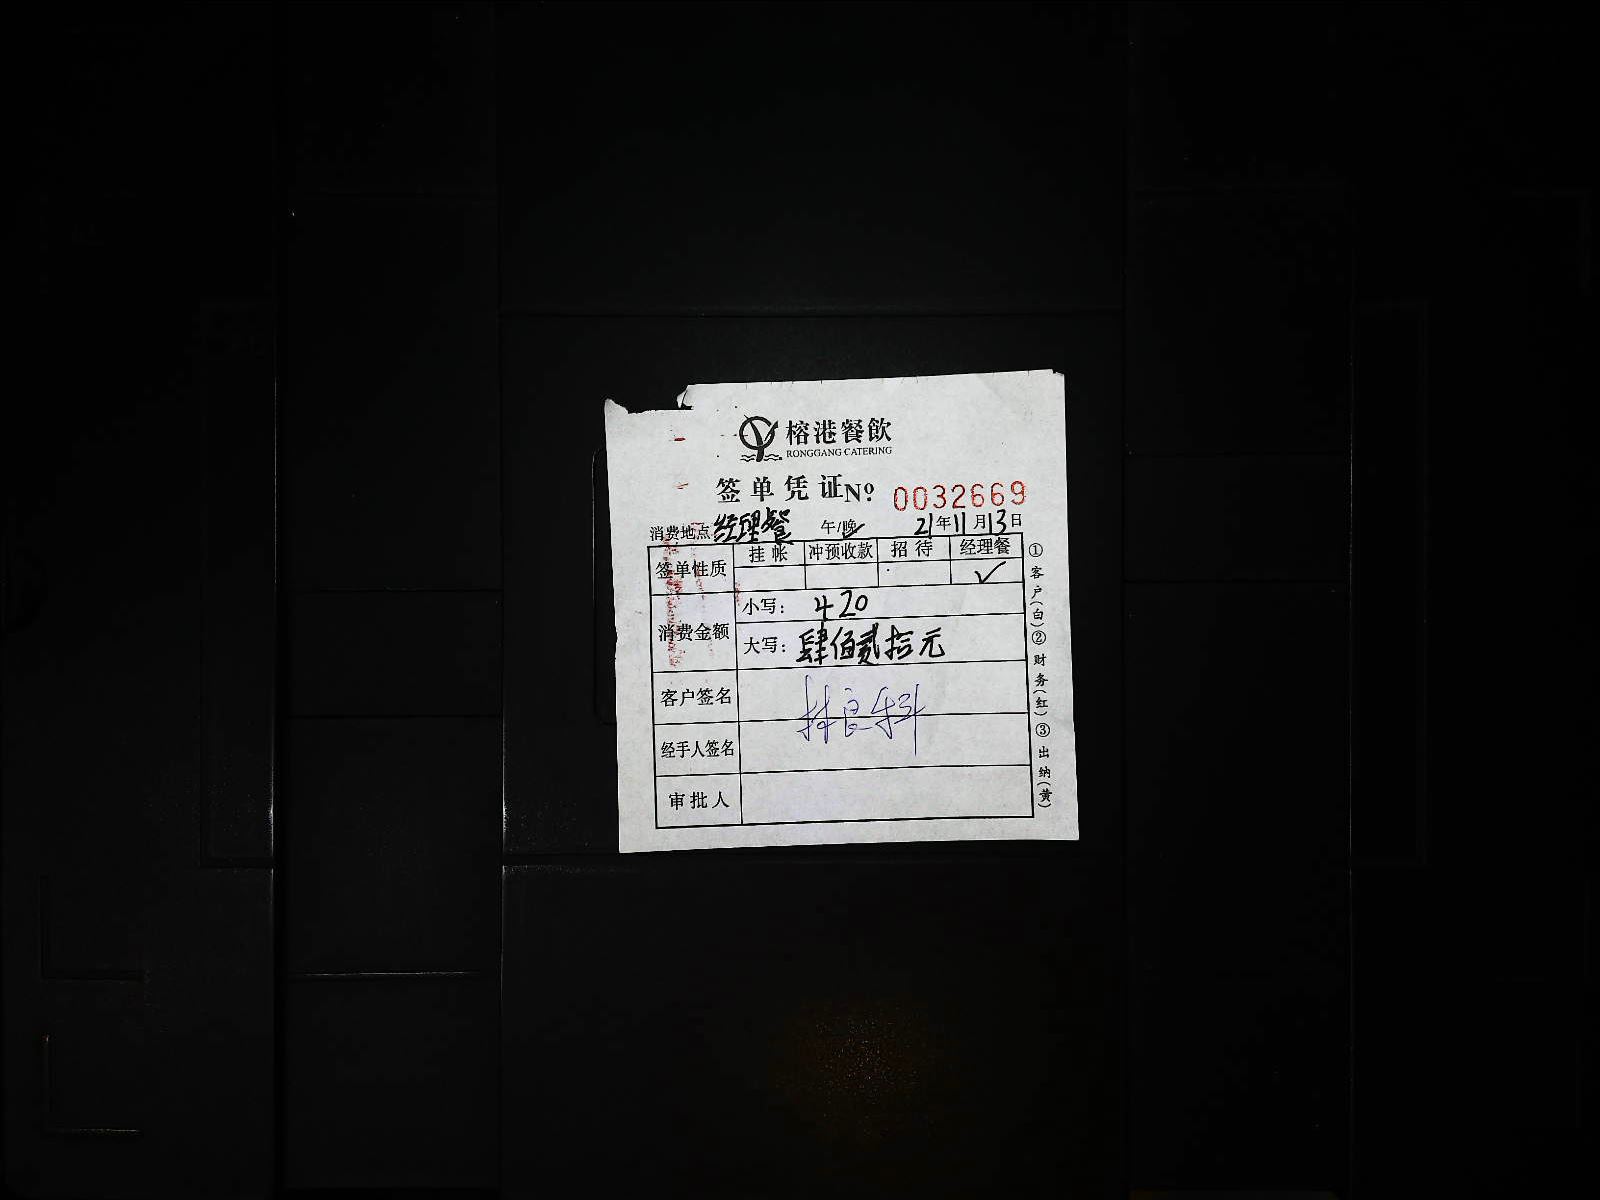 榕港餐飲
RONGGANG CATERING
签单凭证 Nº 0032669
消费地点 经理餐 午/晚 21年11月13日
签单性质 挂帐 冲预收款 招待 经理餐
✓
消费金额 小写: 420
大写: 肆佰贰拾元
客户签名
经手人签名
审批人
①客户(白)②财务(红)③出纳(黄)